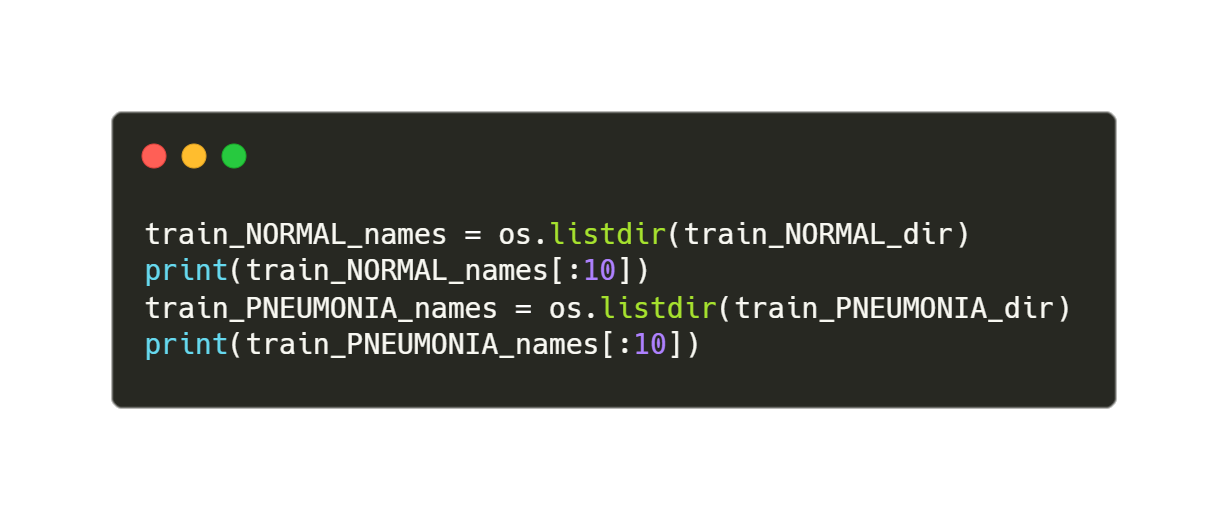 train_NORMAL_names = os.listdir(train_NORMAL_dir)
print(train_NORMAL_names[:10])
train_PNEUMONIA_names = os.listdir(train_PNEUMONIA_dir)
print(train_PNEUMONIA_names[:10])